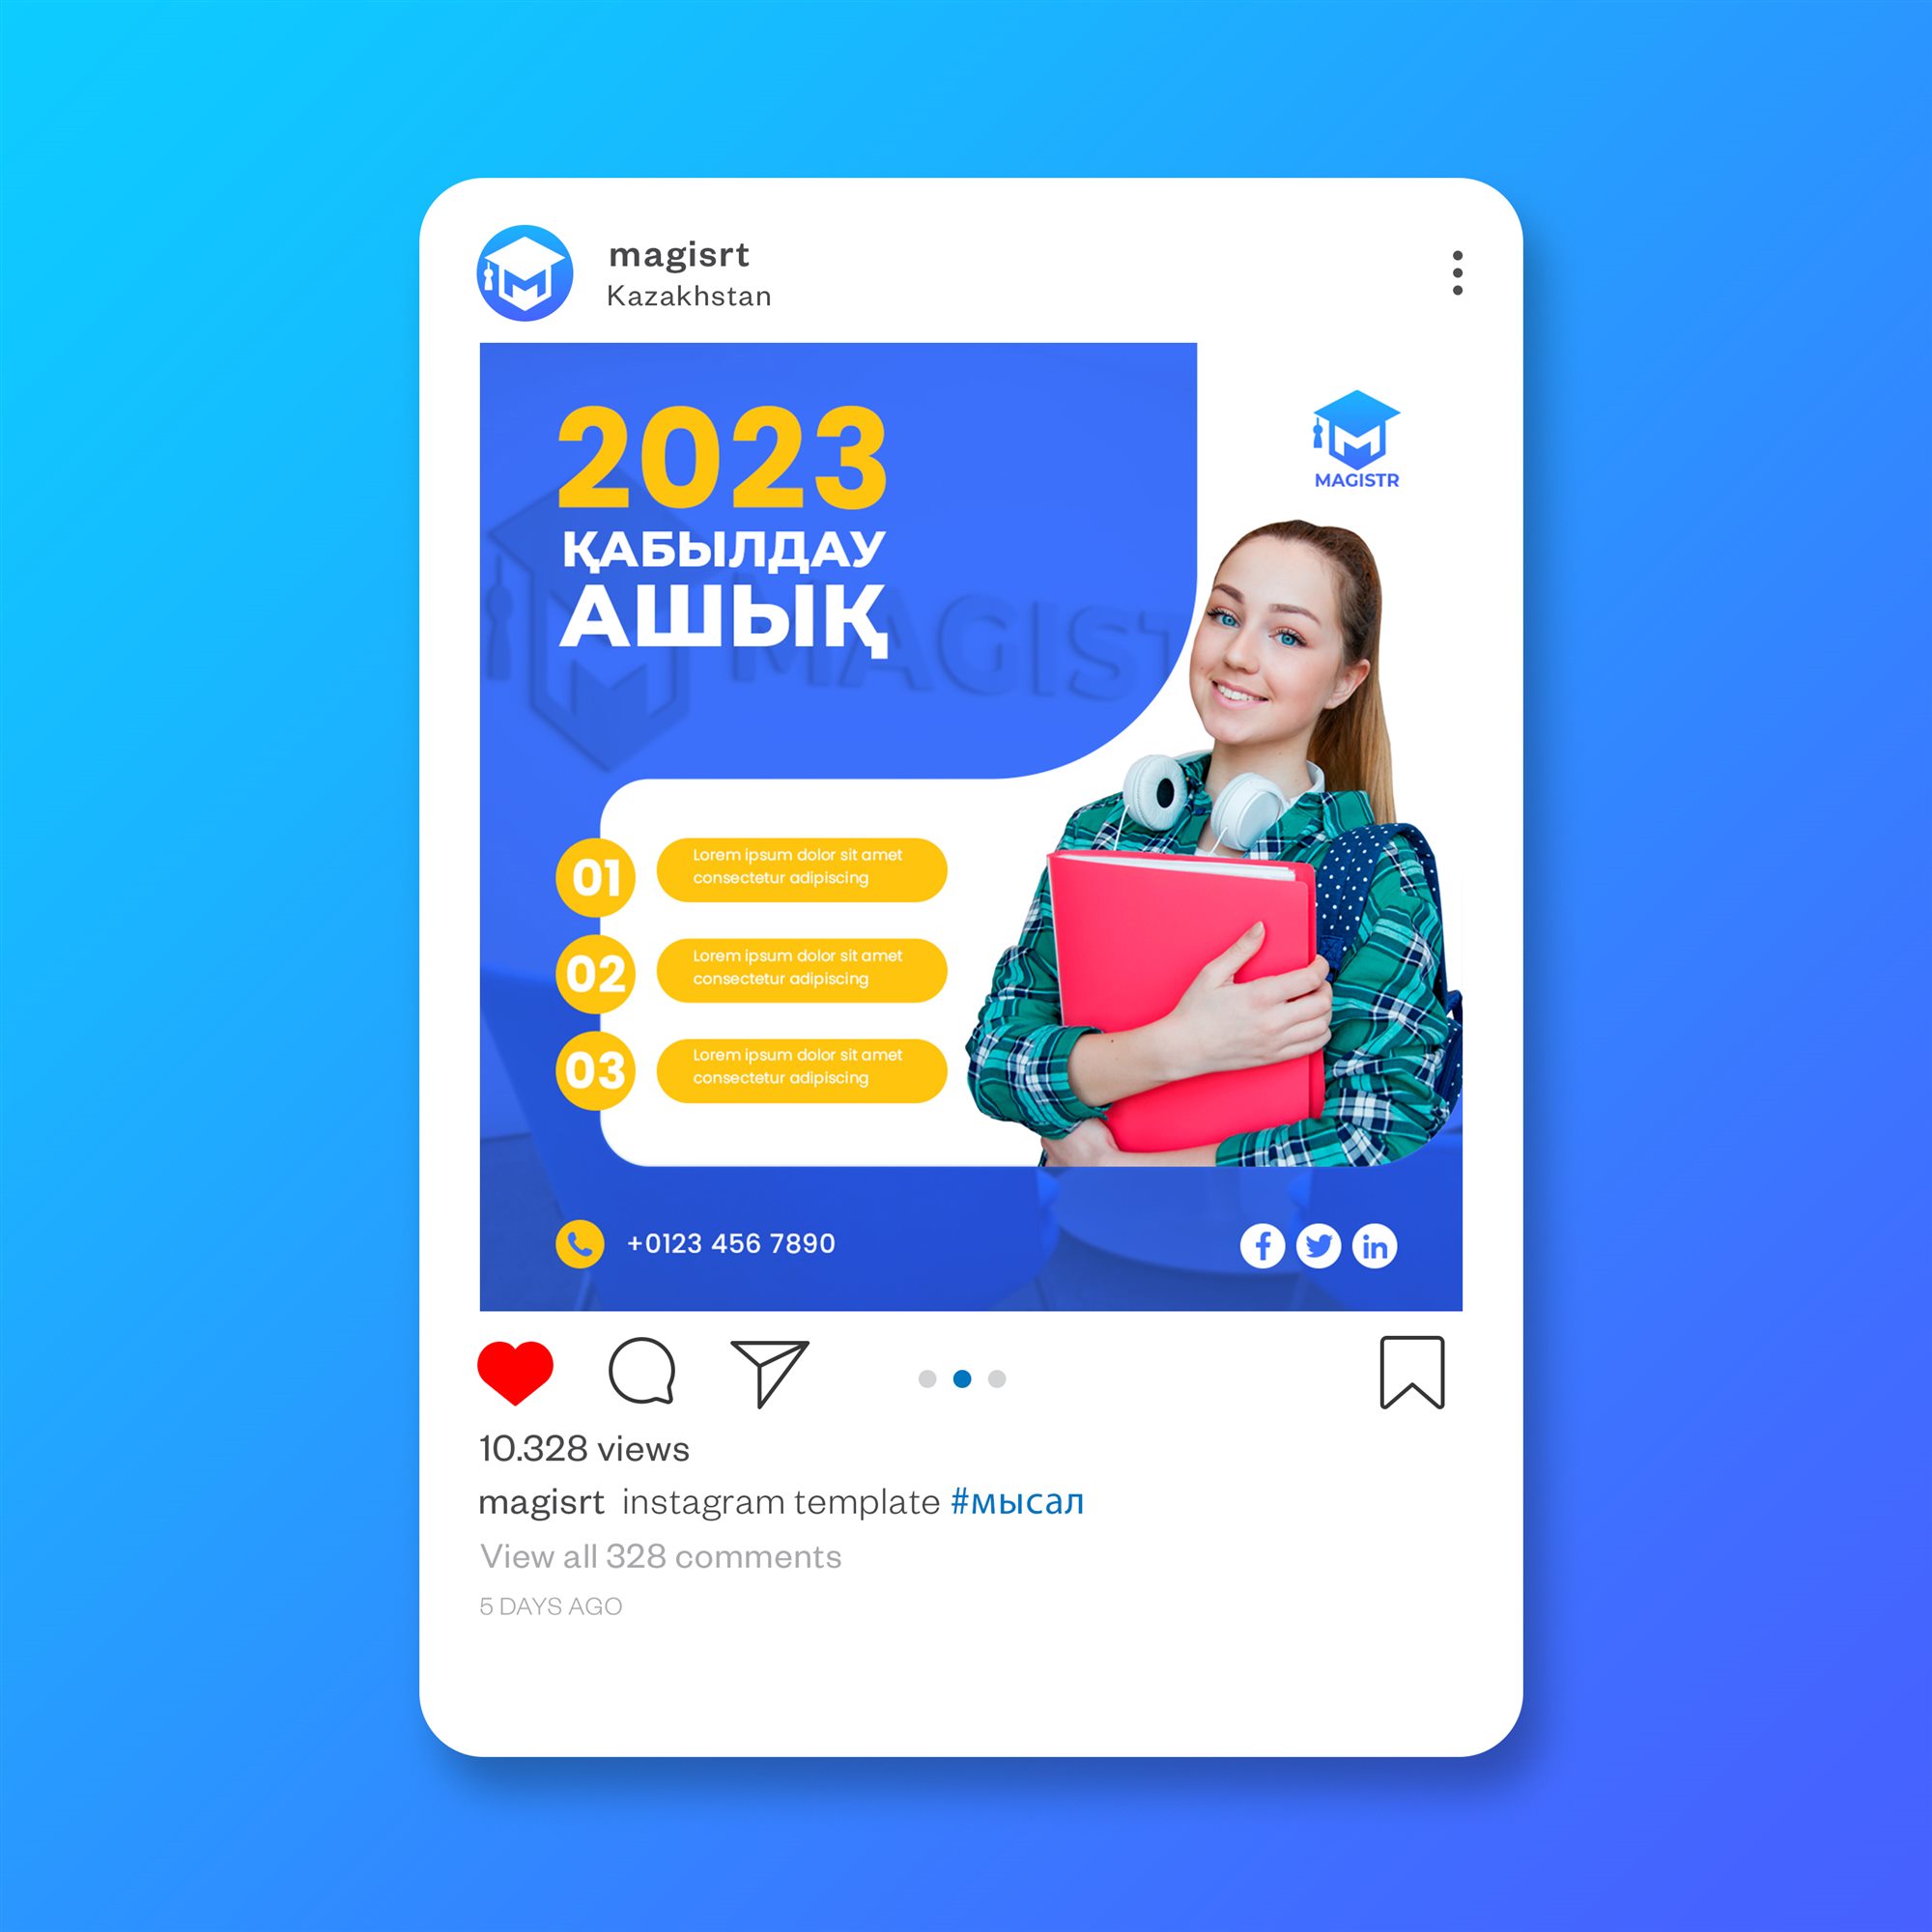 magisrt
Kazakhstan
2023
ҚАБЫЛДАУ
АШЫҚ
MAGISTR
MAGIST
01
Lorem ipsum dolor sit amet
consectetur adipiscing
02
Lorem ipsum dolor sit amet
consectetur adipiscing
03
Lorem ipsum dolor sit amet
consectetur adipiscing
+0123 456 7890
10.328 views
magisrt instagram template #мысал
View all 328 comments
5 DAYS AGO